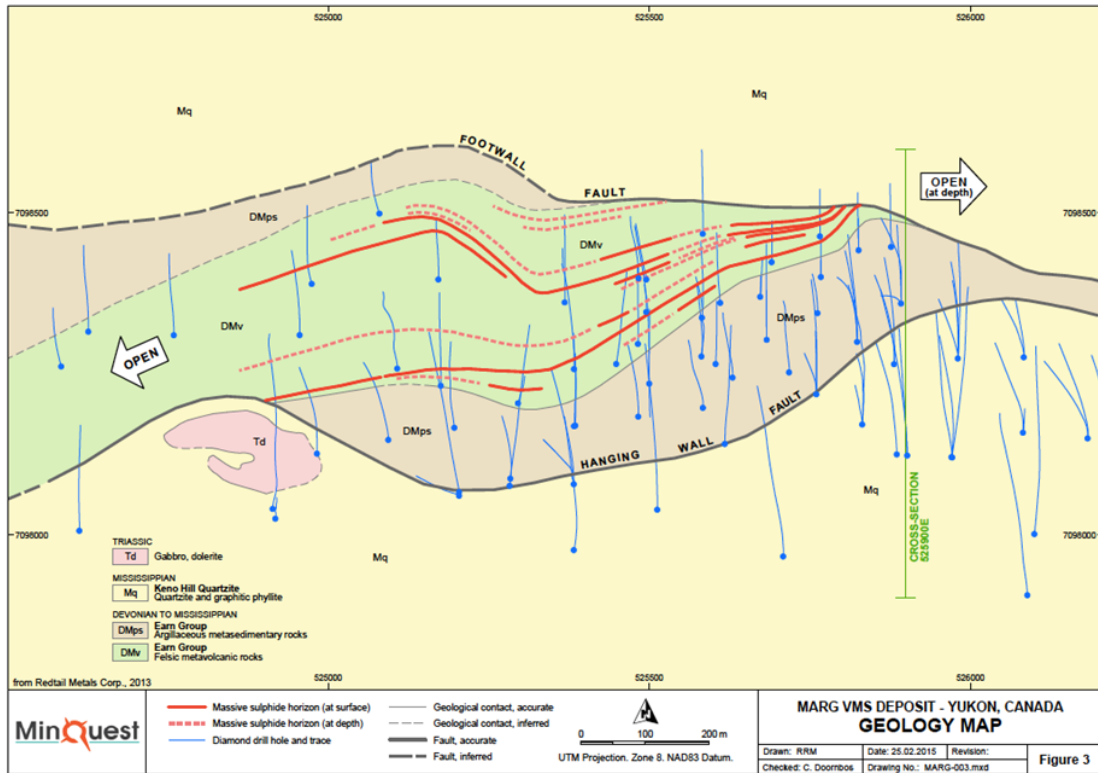 525000
525500
526000
Mq
Mq
FOOTWALL
FAULT
OPEN
(at depth)
7098500
7098500
DMps
DMv
DMv
DMps
OPEN
DMps
HANGING
WALL
FAULT
Td
Mq
Mq
CROSS-SECTION
525900E
7098000
7098000
TRIASSIC
Td Gabbro, dolerite
MISSISSIPPIAN
Mq Keno Hill Quartzite
Quartzite and graphitic phyllite
DEVONIAN TO MISSISSIPPIAN
DMps Earn Group
Argillaceous metasedimentary rocks
DMv Earn Group
Felsic metavolcanic rocks
from Redtail Metals Corp., 2013
525000
525500
526000
MinQuest
Massive sulphide horizon (at surface)
Massive sulphide horizon (at depth)
Diamond drill hole and trace
Geological contact, accurate
Geological contact, inferred
Fault, accurate
Fault, inferred
0 100 200 m
UTM Projection. Zone 8. NAD83 Datum.
MARG VMS DEPOSIT - YUKON, CANADA
GEOLOGY MAP
Drawn: RRM
Date: 25.02.2015
Revision:
Figure 3
Checked: C. Doornbos
Drawing No.: MARG-003.mxd